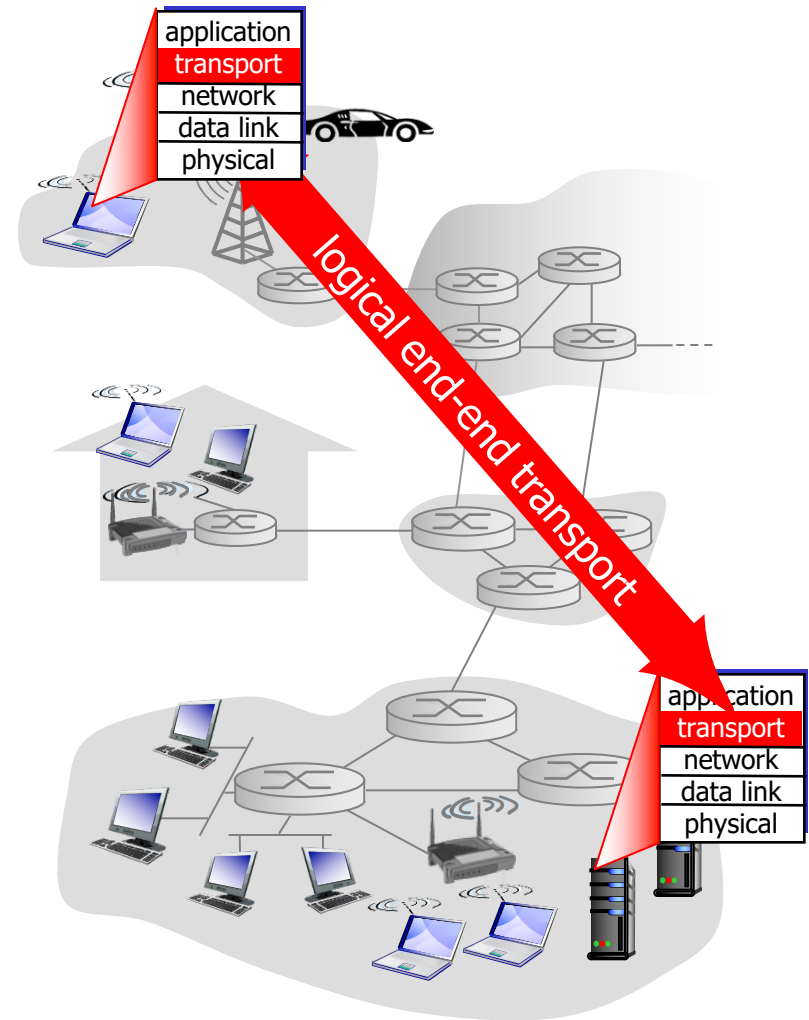 application
transport
network
data link
physical
logical end-end transport
application
transport
network
data link
physical